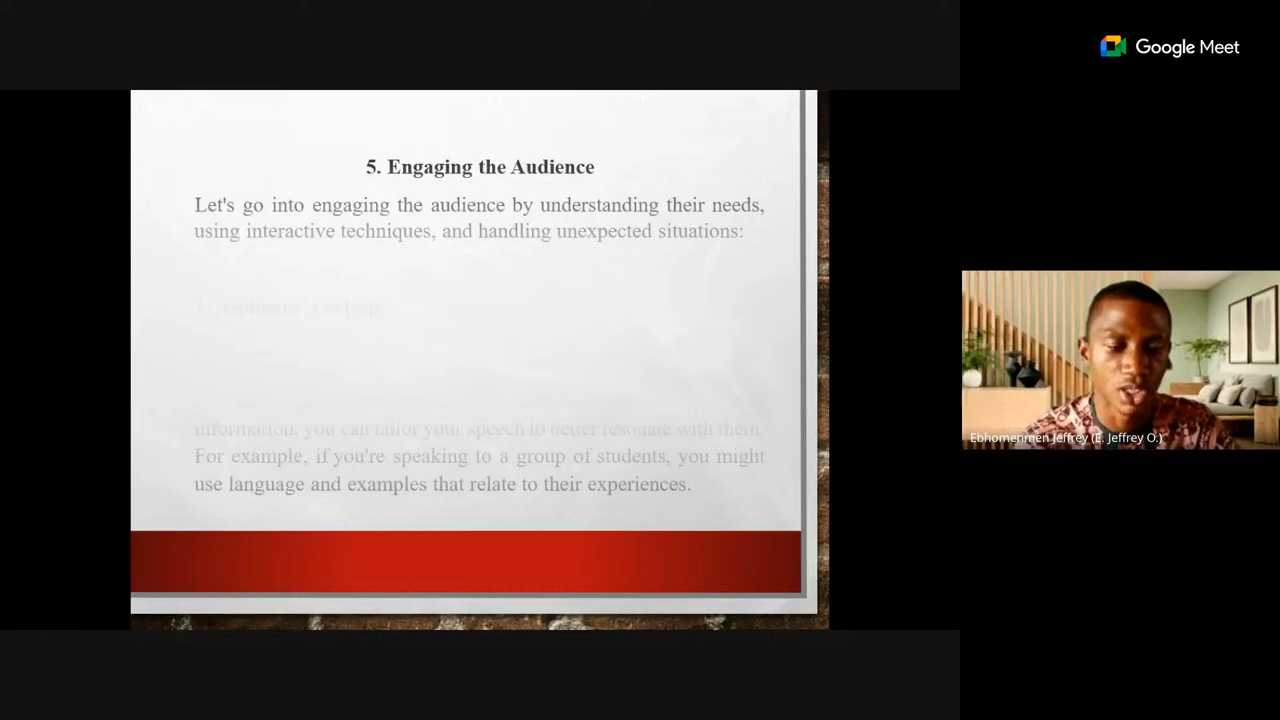 Google Meet
5. Engaging the Audience
Let's go into engaging the audience by understanding their needs,
using interactive techniques, and handling unexpected situations:
information, you can tailor your speech to better resonate with them.
For example, if you're speaking to a group of students, you might
use language and examples that relate to their experiences.
Ebhomenmen Jeffrey (E. Jeffrey O.)